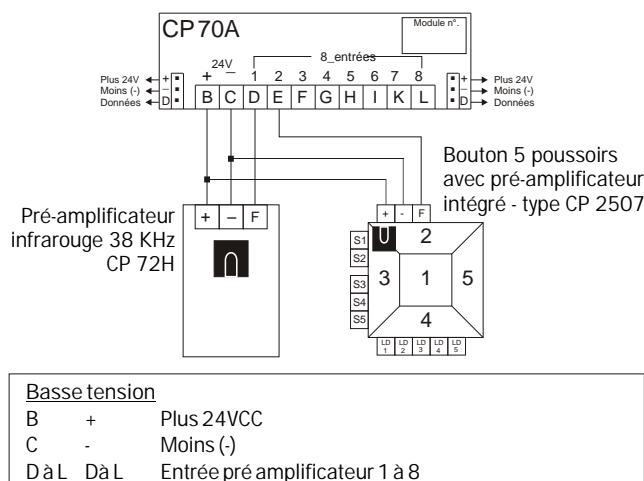 CP70A
Module n°.
8_entrées
24V
+ – 1 2 3 4 5 6 7 8
B C D E F G H I K L
Plus 24V +
Moins (-) –
Données D
+ Plus 24V
– Moins (-)
D Données
Bouton 5 poussoirs
avec pré-amplificateur
intégré - type CP 2507
Pré-amplificateur
infrarouge 38 KHz
CP 72H
+ – F
+ - F
S1
S2
S3
S4
S5
2
3 1 5
4
LD 1 LD 2 LD 3 LD 4 LD 5
Basse tension
B + Plus 24VCC
C - Moins (-)
D à L D à L Entrée pré amplificateur 1 à 8